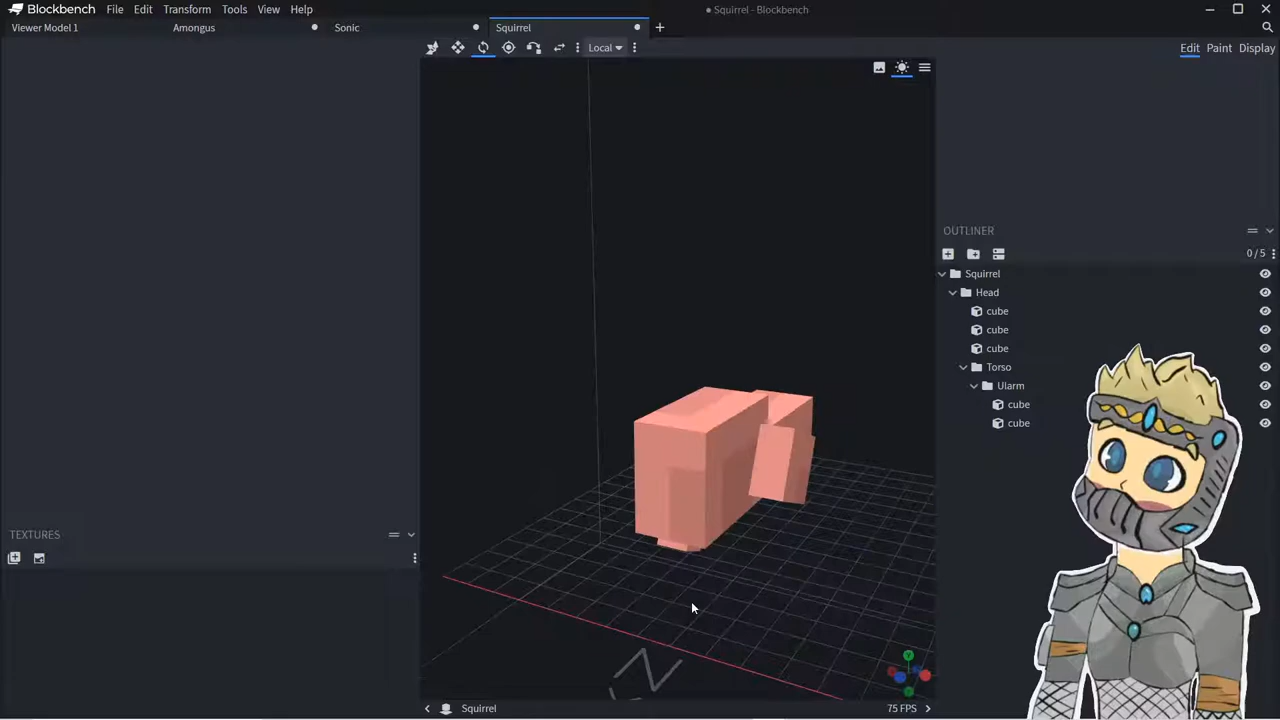 Blockbench File Edit Transform Tools View Help
• Squirrel - Blockbench
Viewer Model 1
Amongus
Sonic
Squirrel
Local
Edit Paint Display
OUTLINER
0/5
Squirrel
Head
cube
cube
cube
Torso
Ularm
cube
cube
TEXTURES
N
Y
Squirrel
75 FPS